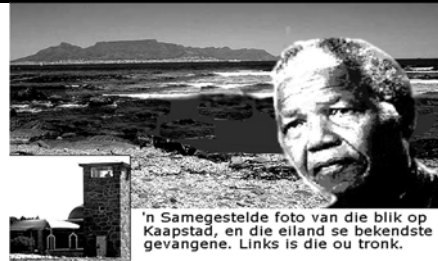 'n Samegestelde foto van die blik op
Kaapstad, en die eiland se bekendste
gevangene. Links is die ou tronk.